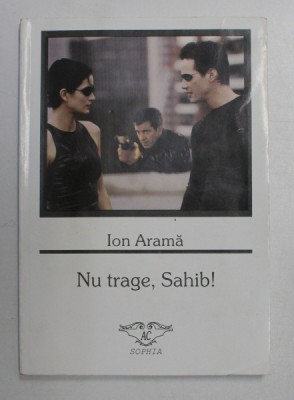 Ion Aramă
Nu trage, Sahib!
AC
SOPHIA